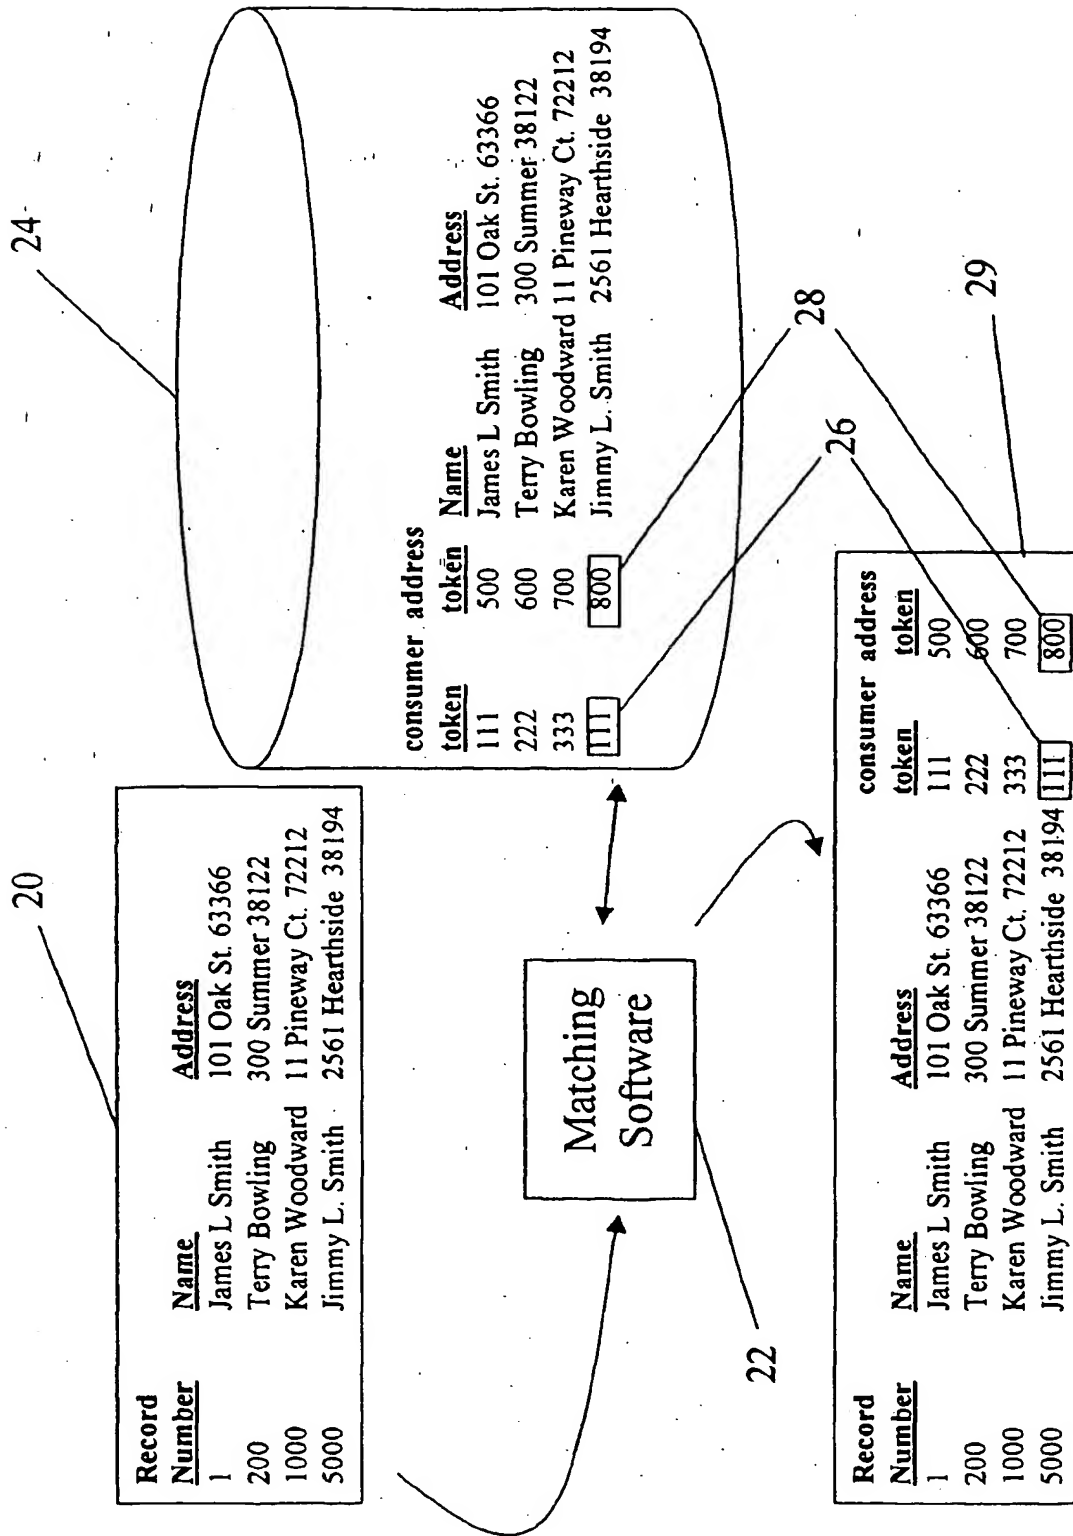 20
Record
Number Name Address
1 James L Smith 101 Oak St. 63366
200 Terry Bowling 300 Summer 38122
1000 Karen Woodward 11 Pineway Ct. 72212
5000 Jimmy L. Smith 2561 Hearthside 38194
24
consumer address
token token Name Address
111 500 James L Smith 101 Oak St. 63366
222 600 Terry Bowling 300 Summer 38122
333 700 Karen Woodward 11 Pineway Ct. 72212
111 800 Jimmy L. Smith 2561 Hearthside 38194
Matching
Software
22
26
28
29
Record consumer address
Number Name Address token token
1 James L Smith 101 Oak St. 63366 111 500
200 Terry Bowling 300 Summer 38122 222 600
1000 Karen Woodward 11 Pineway Ct. 72212 333 700
5000 Jimmy L. Smith 2561 Hearthside 38194 111 800